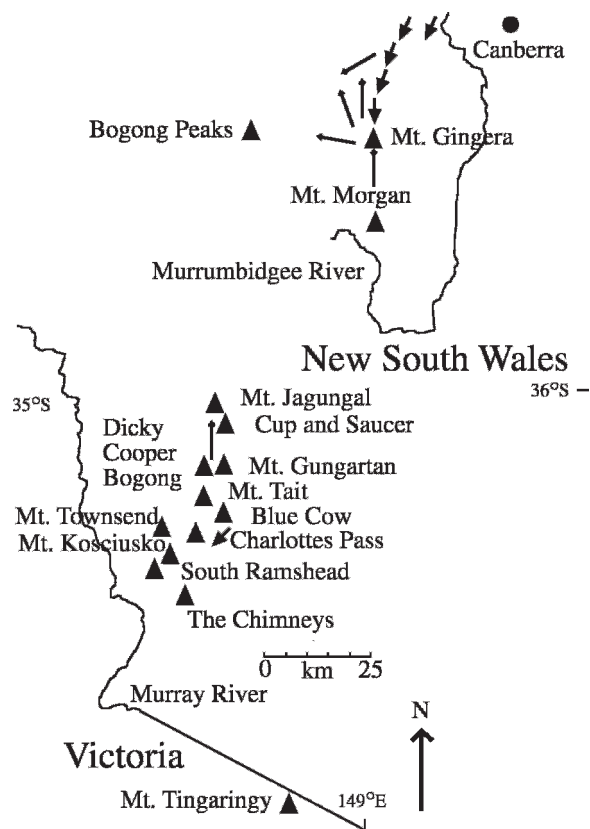 Canberra
Bogong Peaks
Mt. Gingera
Mt. Morgan
Murrumbidgee River
New South Wales
36°S
35°S
Mt. Jagungal
Cup and Saucer
Dicky
Cooper
Bogong
Mt. Gungartan
Mt. Tait
Mt. Townsend
Blue Cow
Mt. Kosciusko
Charlottes Pass
South Ramshead
The Chimneys
0 km 25
Murray River
N
Victoria
Mt. Tingaringy
149°E